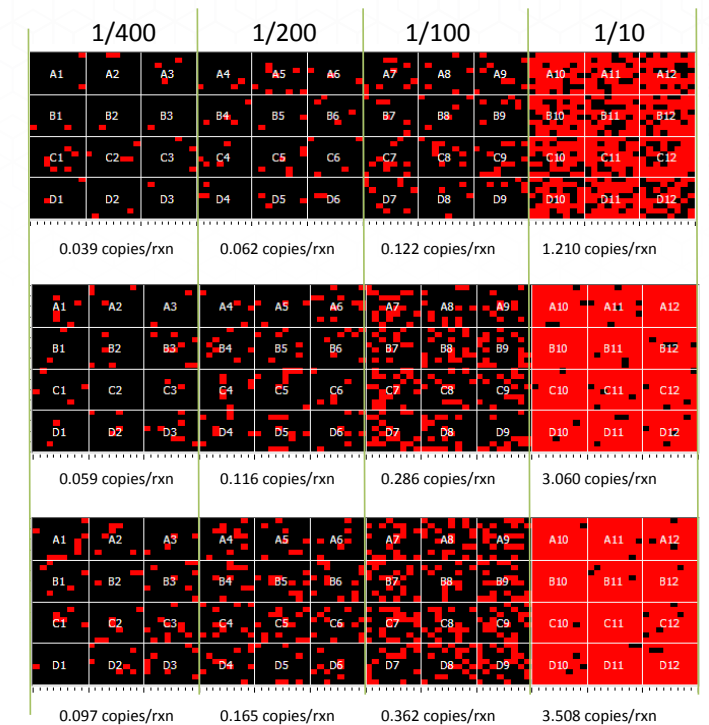 1/400 1/200 1/100 1/10
A1 A2 A3 A4 A5 A6 A7 A8 A9 A10 A11 A12
B1 B2 B3 B4 B5 B6 B7 B8 B9 B10 B11 B12
C1 C2 C3 C4 C5 C6 C7 C8 C9 C10 C11 C12
D1 D2 D3 D4 D5 D6 D7 D8 D9 D10 D11 D12
0.039 copies/rxn 0.062 copies/rxn 0.122 copies/rxn 1.210 copies/rxn
A1 A2 A3 A4 A5 A6 A7 A8 A9 A10 A11 A12
B1 B2 B3 B4 B5 B6 B7 B8 B9 B10 B11 B12
C1 C2 C3 C4 C5 C6 C7 C8 C9 C10 C11 C12
D1 D2 D3 D4 D5 D6 D7 D8 D9 D10 D11 D12
0.059 copies/rxn 0.116 copies/rxn 0.286 copies/rxn 3.060 copies/rxn
A1 A2 A3 A4 A5 A6 A7 A8 A9 A10 A11 A12
B1 B2 B3 B4 B5 B6 B7 B8 B9 B10 B11 B12
C1 C2 C3 C4 C5 C6 C7 C8 C9 C10 C11 C12
D1 D2 D3 D4 D5 D6 D7 D8 D9 D10 D11 D12
0.097 copies/rxn 0.165 copies/rxn 0.362 copies/rxn 3.508 copies/rxn